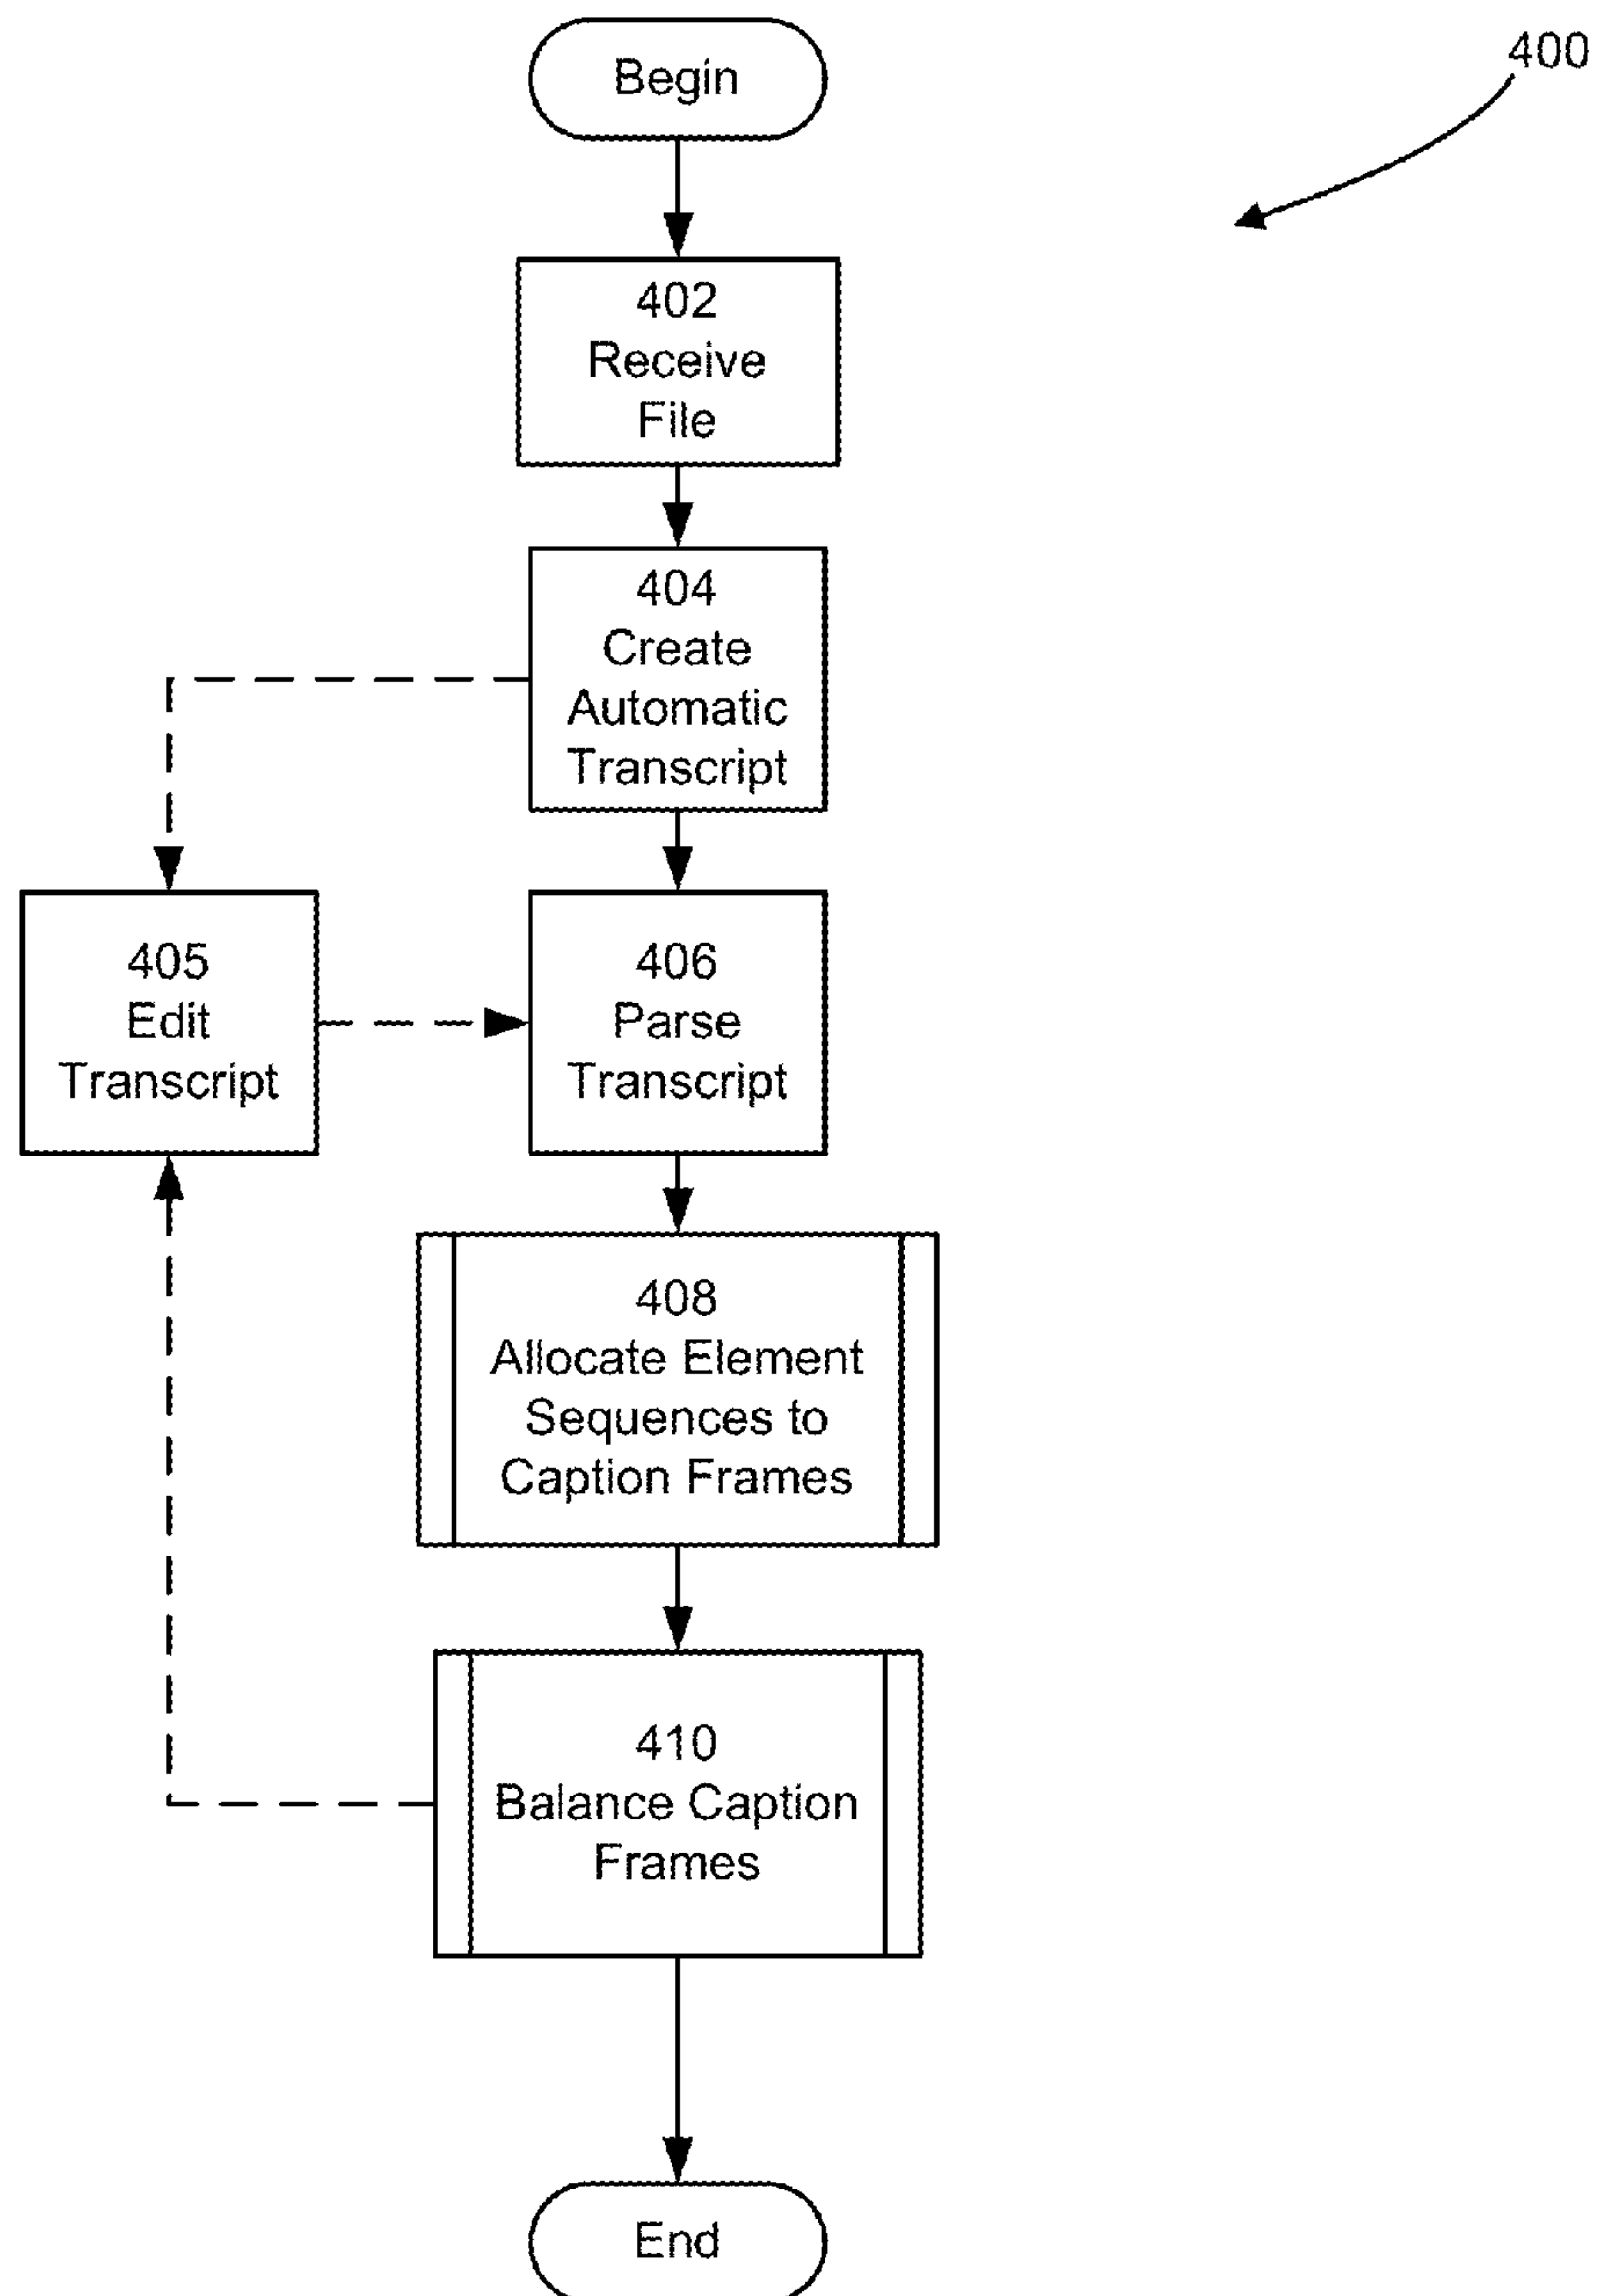 Begin
400
402
Receive
File
404
Create
Automatic
Transcript
405
Edit
Transcript
406
Parse
Transcript
408
Allocate Element
Sequences to
Caption Frames
410
Balance Caption
Frames
End